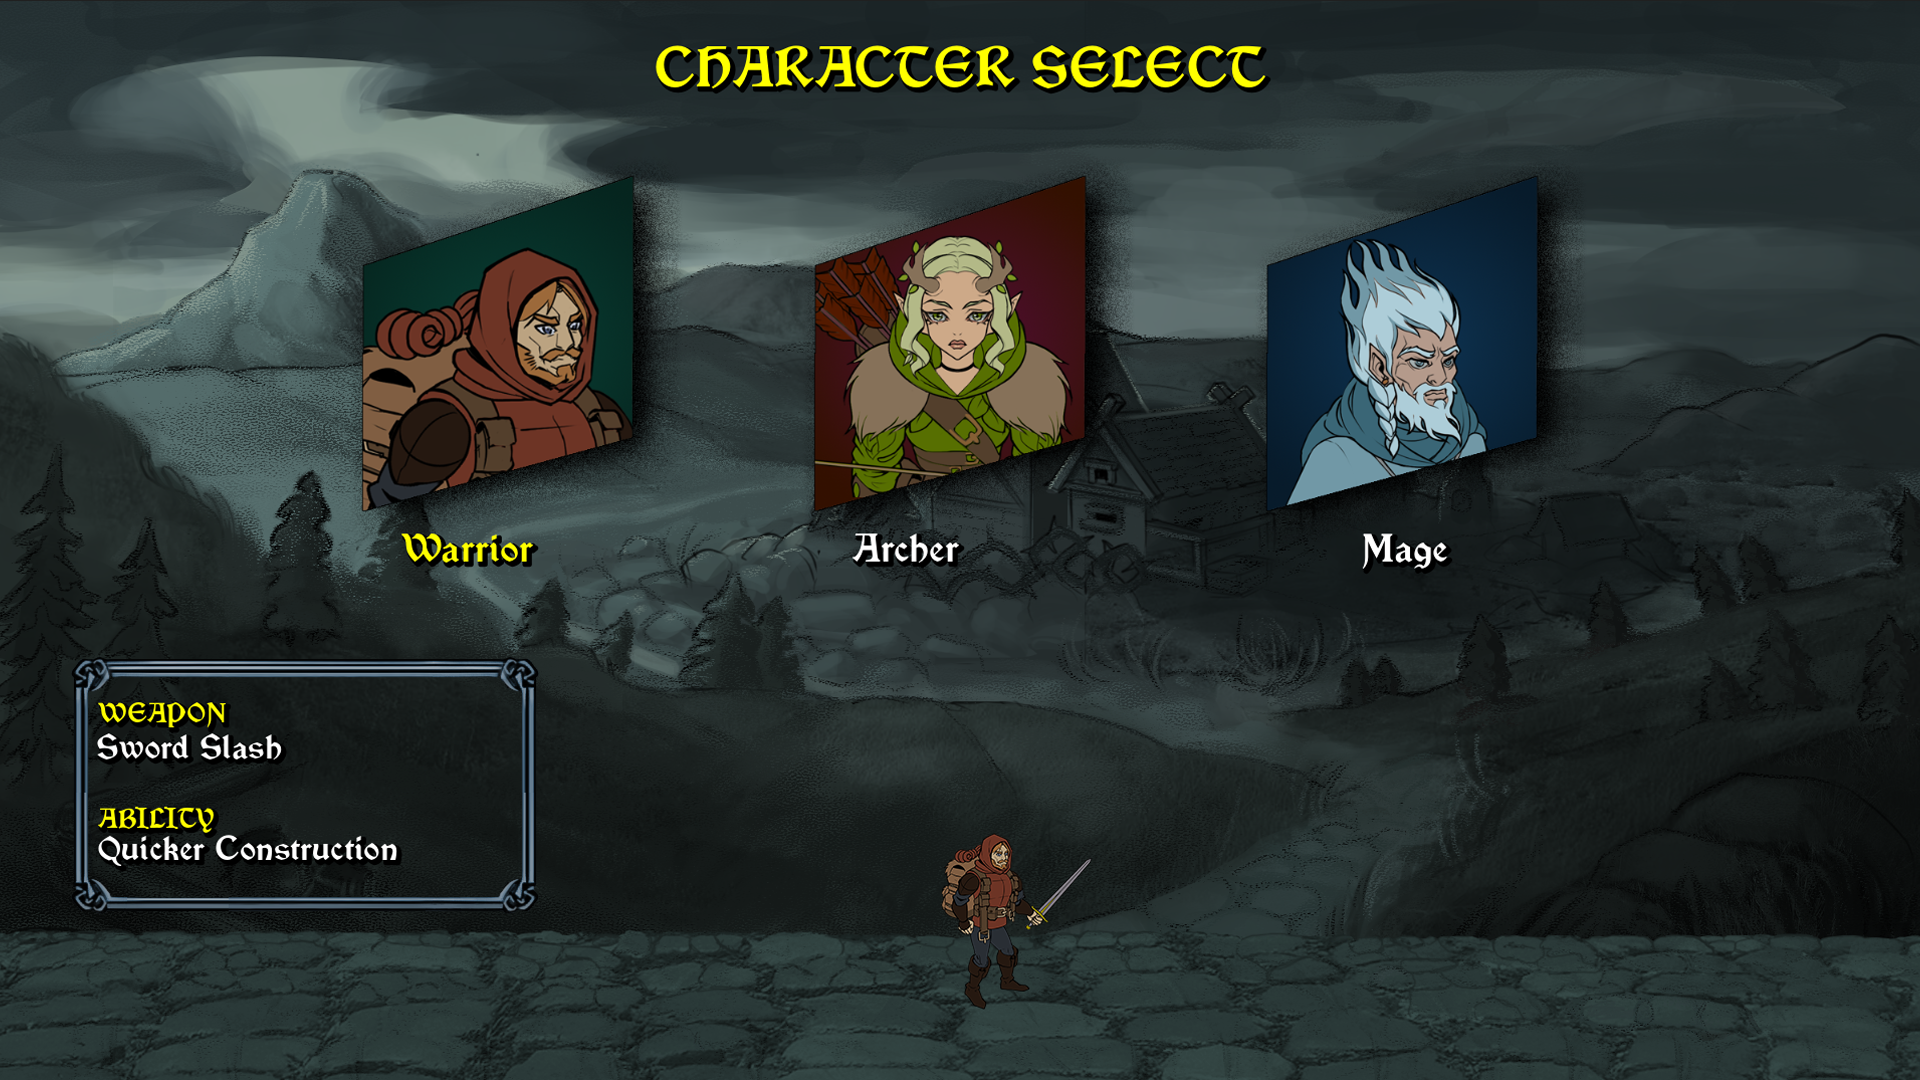 CHARACTER SELECT
Warrior
Archer
Mage
WEAPON
Sword Slash
ABILITY
Quicker Construction